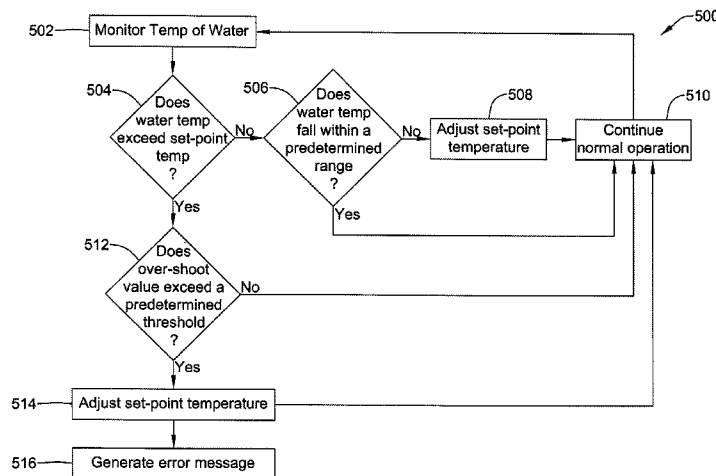 500
502
Monitor Temp of Water
504
Does
water temp
exceed set-point
temp
?
No
Yes
506
Does
water temp
fall within a
predetermined
range
?
No
Yes
508
Adjust set-point
temperature
510
Continue
normal operation
512
Does
over-shoot
value exceed a
predetermined
threshold
?
No
Yes
514
Adjust set-point temperature
516
Generate error message